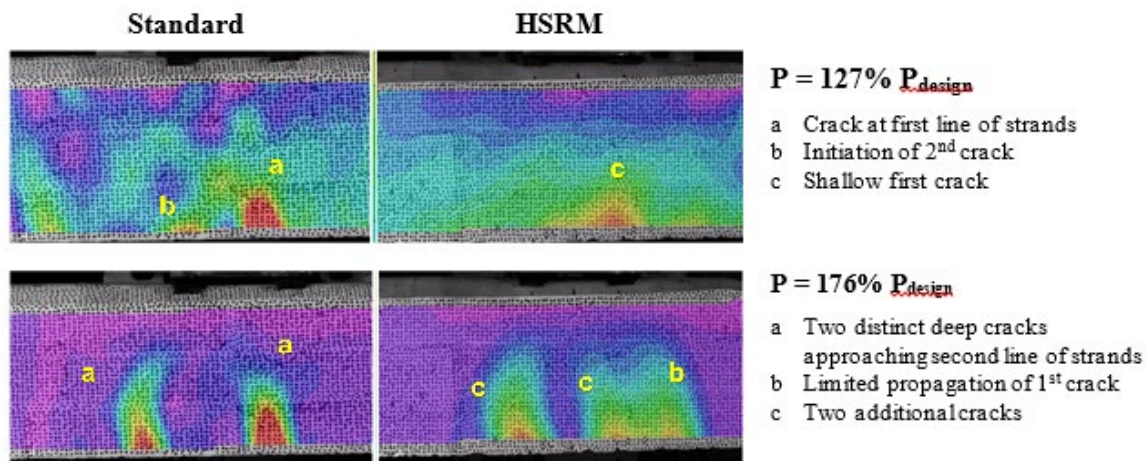 Standard
HSRM
P = 127% Pdesign
a Crack at first line of strands
b Initiation of 2nd crack
c Shallow first crack
a
b
c
P = 176% Pdesign
a Two distinct deep cracks
approaching second line of strands
b Limited propagation of 1st crack
c Two additional cracks
a
a
c
c
b